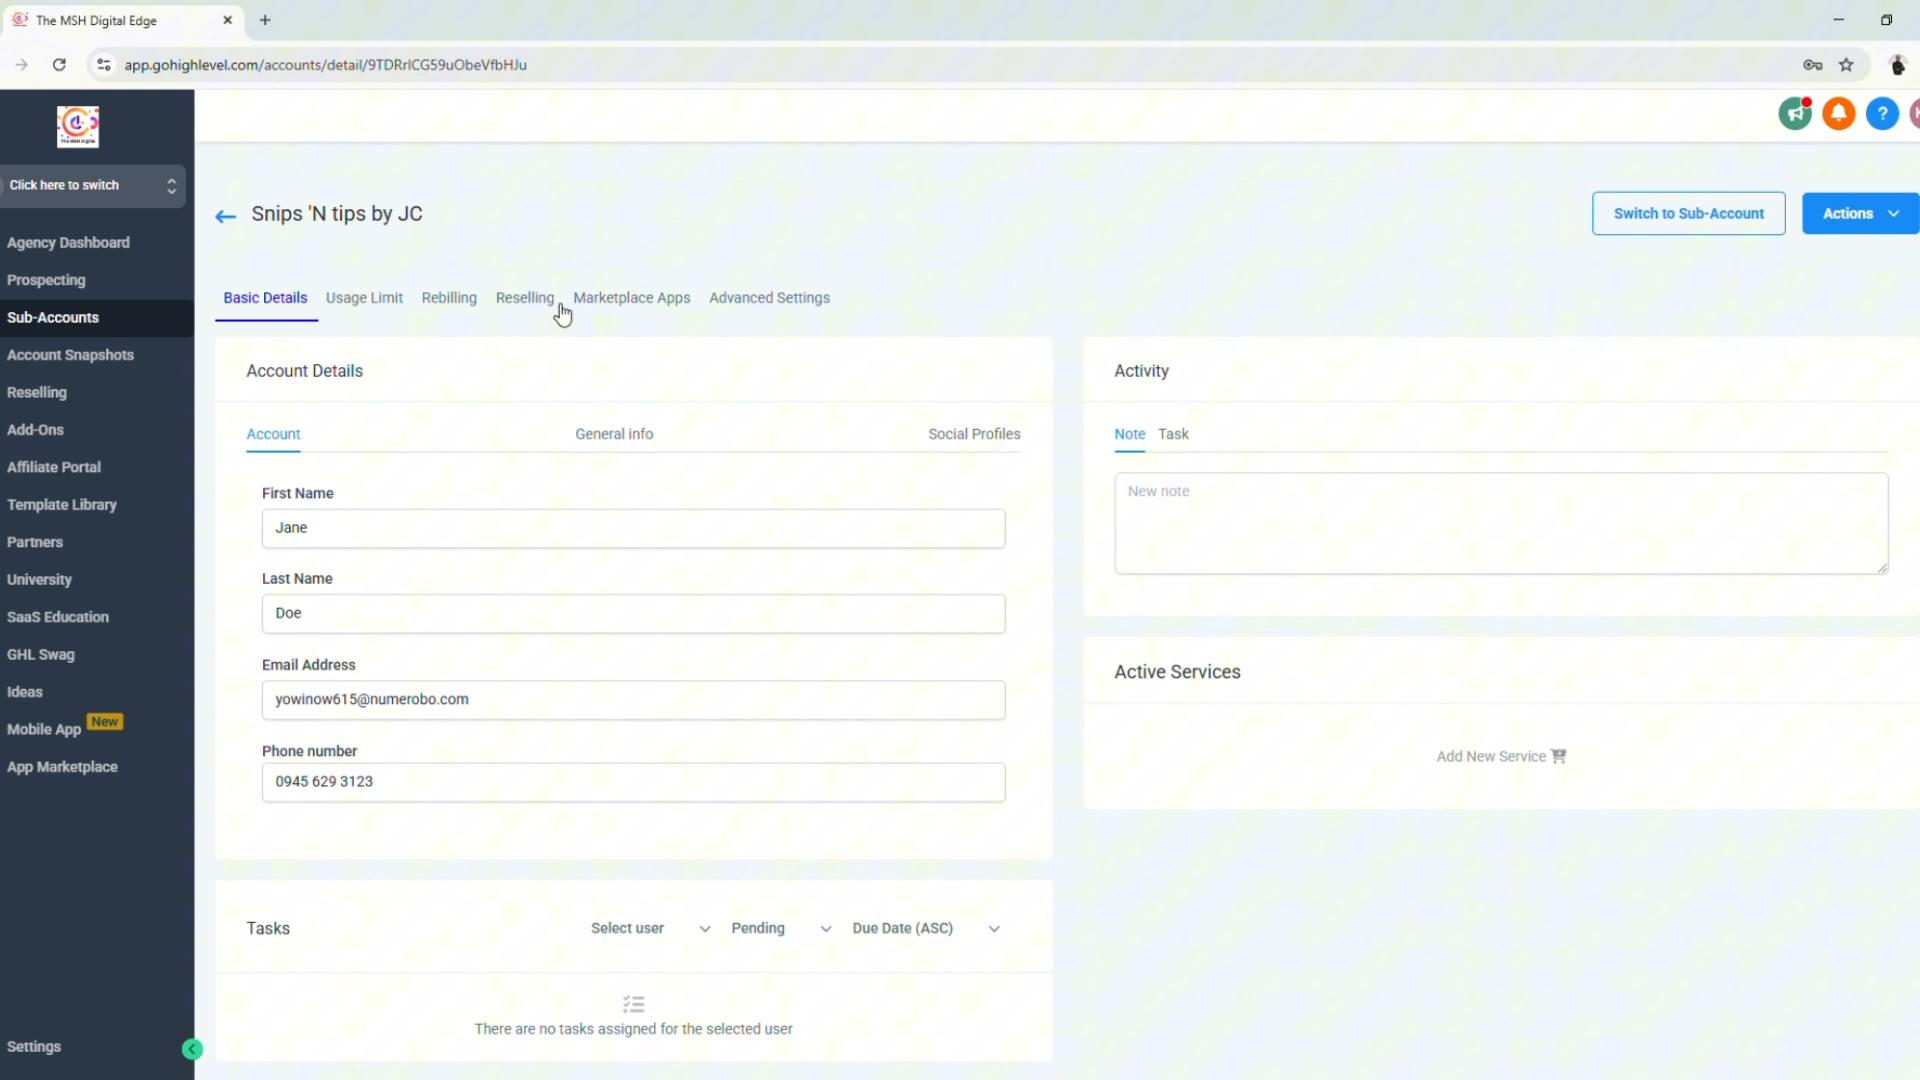 The MSH Digital Edge
app.gohighlevel.com/accounts/detail/9TDRrlCG59uObeVfbHJu
The MSH Digital
Click here to switch
Agency Dashboard
Prospecting
Sub-Accounts
Account Snapshots
Reselling
Add-Ons
Affiliate Portal
Template Library
Partners
University
SaaS Education
GHL Swag
Ideas
Mobile App New
App Marketplace
Settings
Snips 'N tips by JC
Switch to Sub-Account
Actions
Basic Details Usage Limit Rebilling Reselling Marketplace Apps Advanced Settings
Account Details
Account General info Social Profiles
First Name
Jane
Last Name
Doe
Email Address
yowinow615@numerobo.com
Phone number
0945 629 3123
Tasks Select user Pending Due Date (ASC)
There are no tasks assigned for the selected user
Activity
Note Task
New note
Active Services
Add New Service